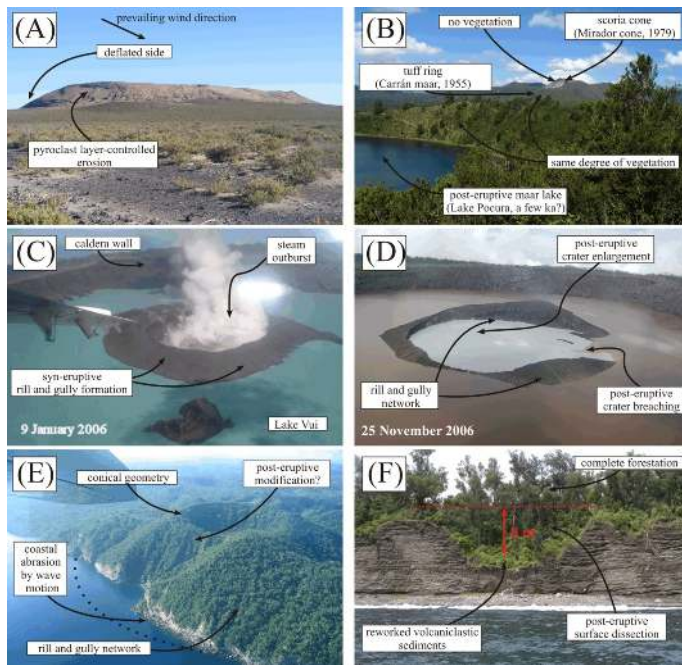 (A)
prevailing wind direction
deflated side
pyroclast layer-controlled
erosion
(B)
no vegetation
scoria cone
(Mirador cone, 1979)
tuff ring
(Carrán maar, 1955)
same degree of vegetation
post-eruptive maar lake
(Lake Pocura, a few ka?)
(C)
caldera wall
steam
outburst
syn-eruptive
rill and gully formation
9 January 2006
Lake Vui
(D)
post-eruptive
crater enlargement
rill and gully
network
post-eruptive
crater breaching
25 November 2006
(E)
conical geometry
post-eruptive
modification?
coastal
abrasion
by wave
motion
rill and gully network
(F)
complete forestation
reworked volcaniclastic
sediments
post-eruptive
surface dissection